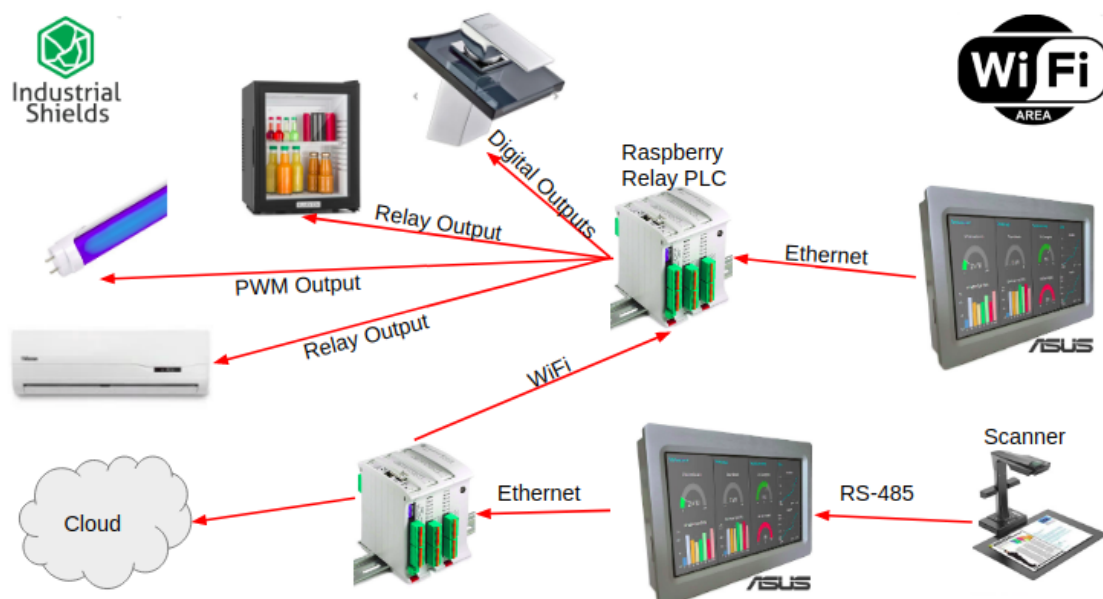 Industrial
Shields
WiFi
AREA
Digital Outputs
Raspberry
Relay PLC
Relay Output
Ethernet
PWM Output
Relay Output
ASUS
WiFi
Scanner
Cloud
Ethernet
RS-485
ASUS